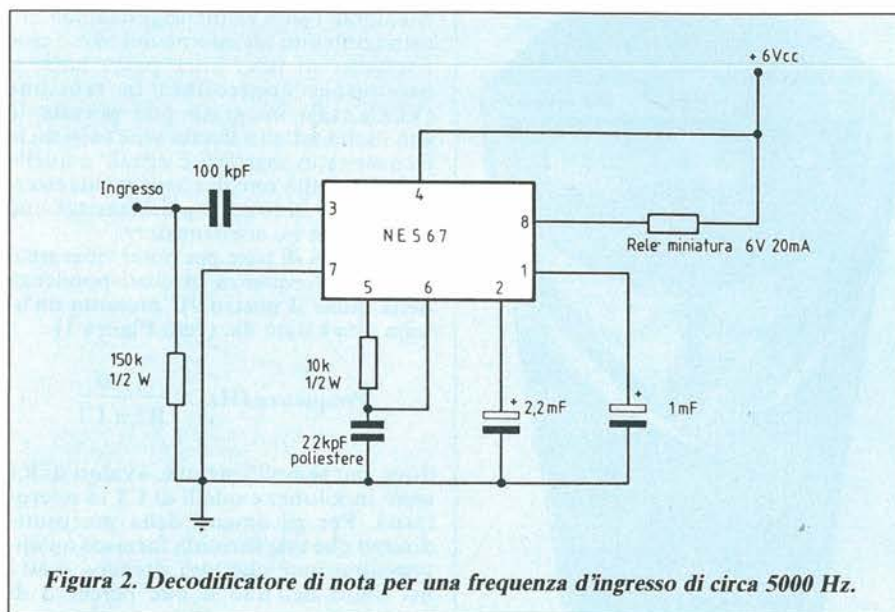 + 6Vcc
100 kpF
Ingresso
4
3
NE567
8
7
1
Relè miniatura 6V 20mA
5
6
2
150k
1/2 W
10k
1/2 W
22kpF
poliestere
+
2,2mF
+
1mF
Figura 2. Decodificatore di nota per una frequenza d'ingresso di circa 5000 Hz.